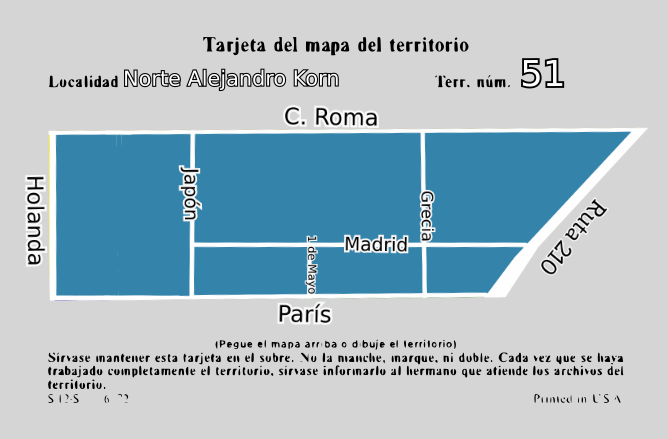 Tarjeta del mapa del territorio
Localidad Norte Alejandro Korn Terr. núm. 51
C. Roma
Holanda
Japón
Grecia
Ruta 210
Madrid
1 de Mayo
París
(Pegue el mapa arriba o dibuje el territorio)
Sírvase mantener esta tarjeta en el sobre. No la manche, marque, ni doble. Cada vez que se haya
trabajado completamente el territorio, sírvase informarlo al hermano que atiende los archivos del
territorio.
S-12-S 6-72 Printed in U S A